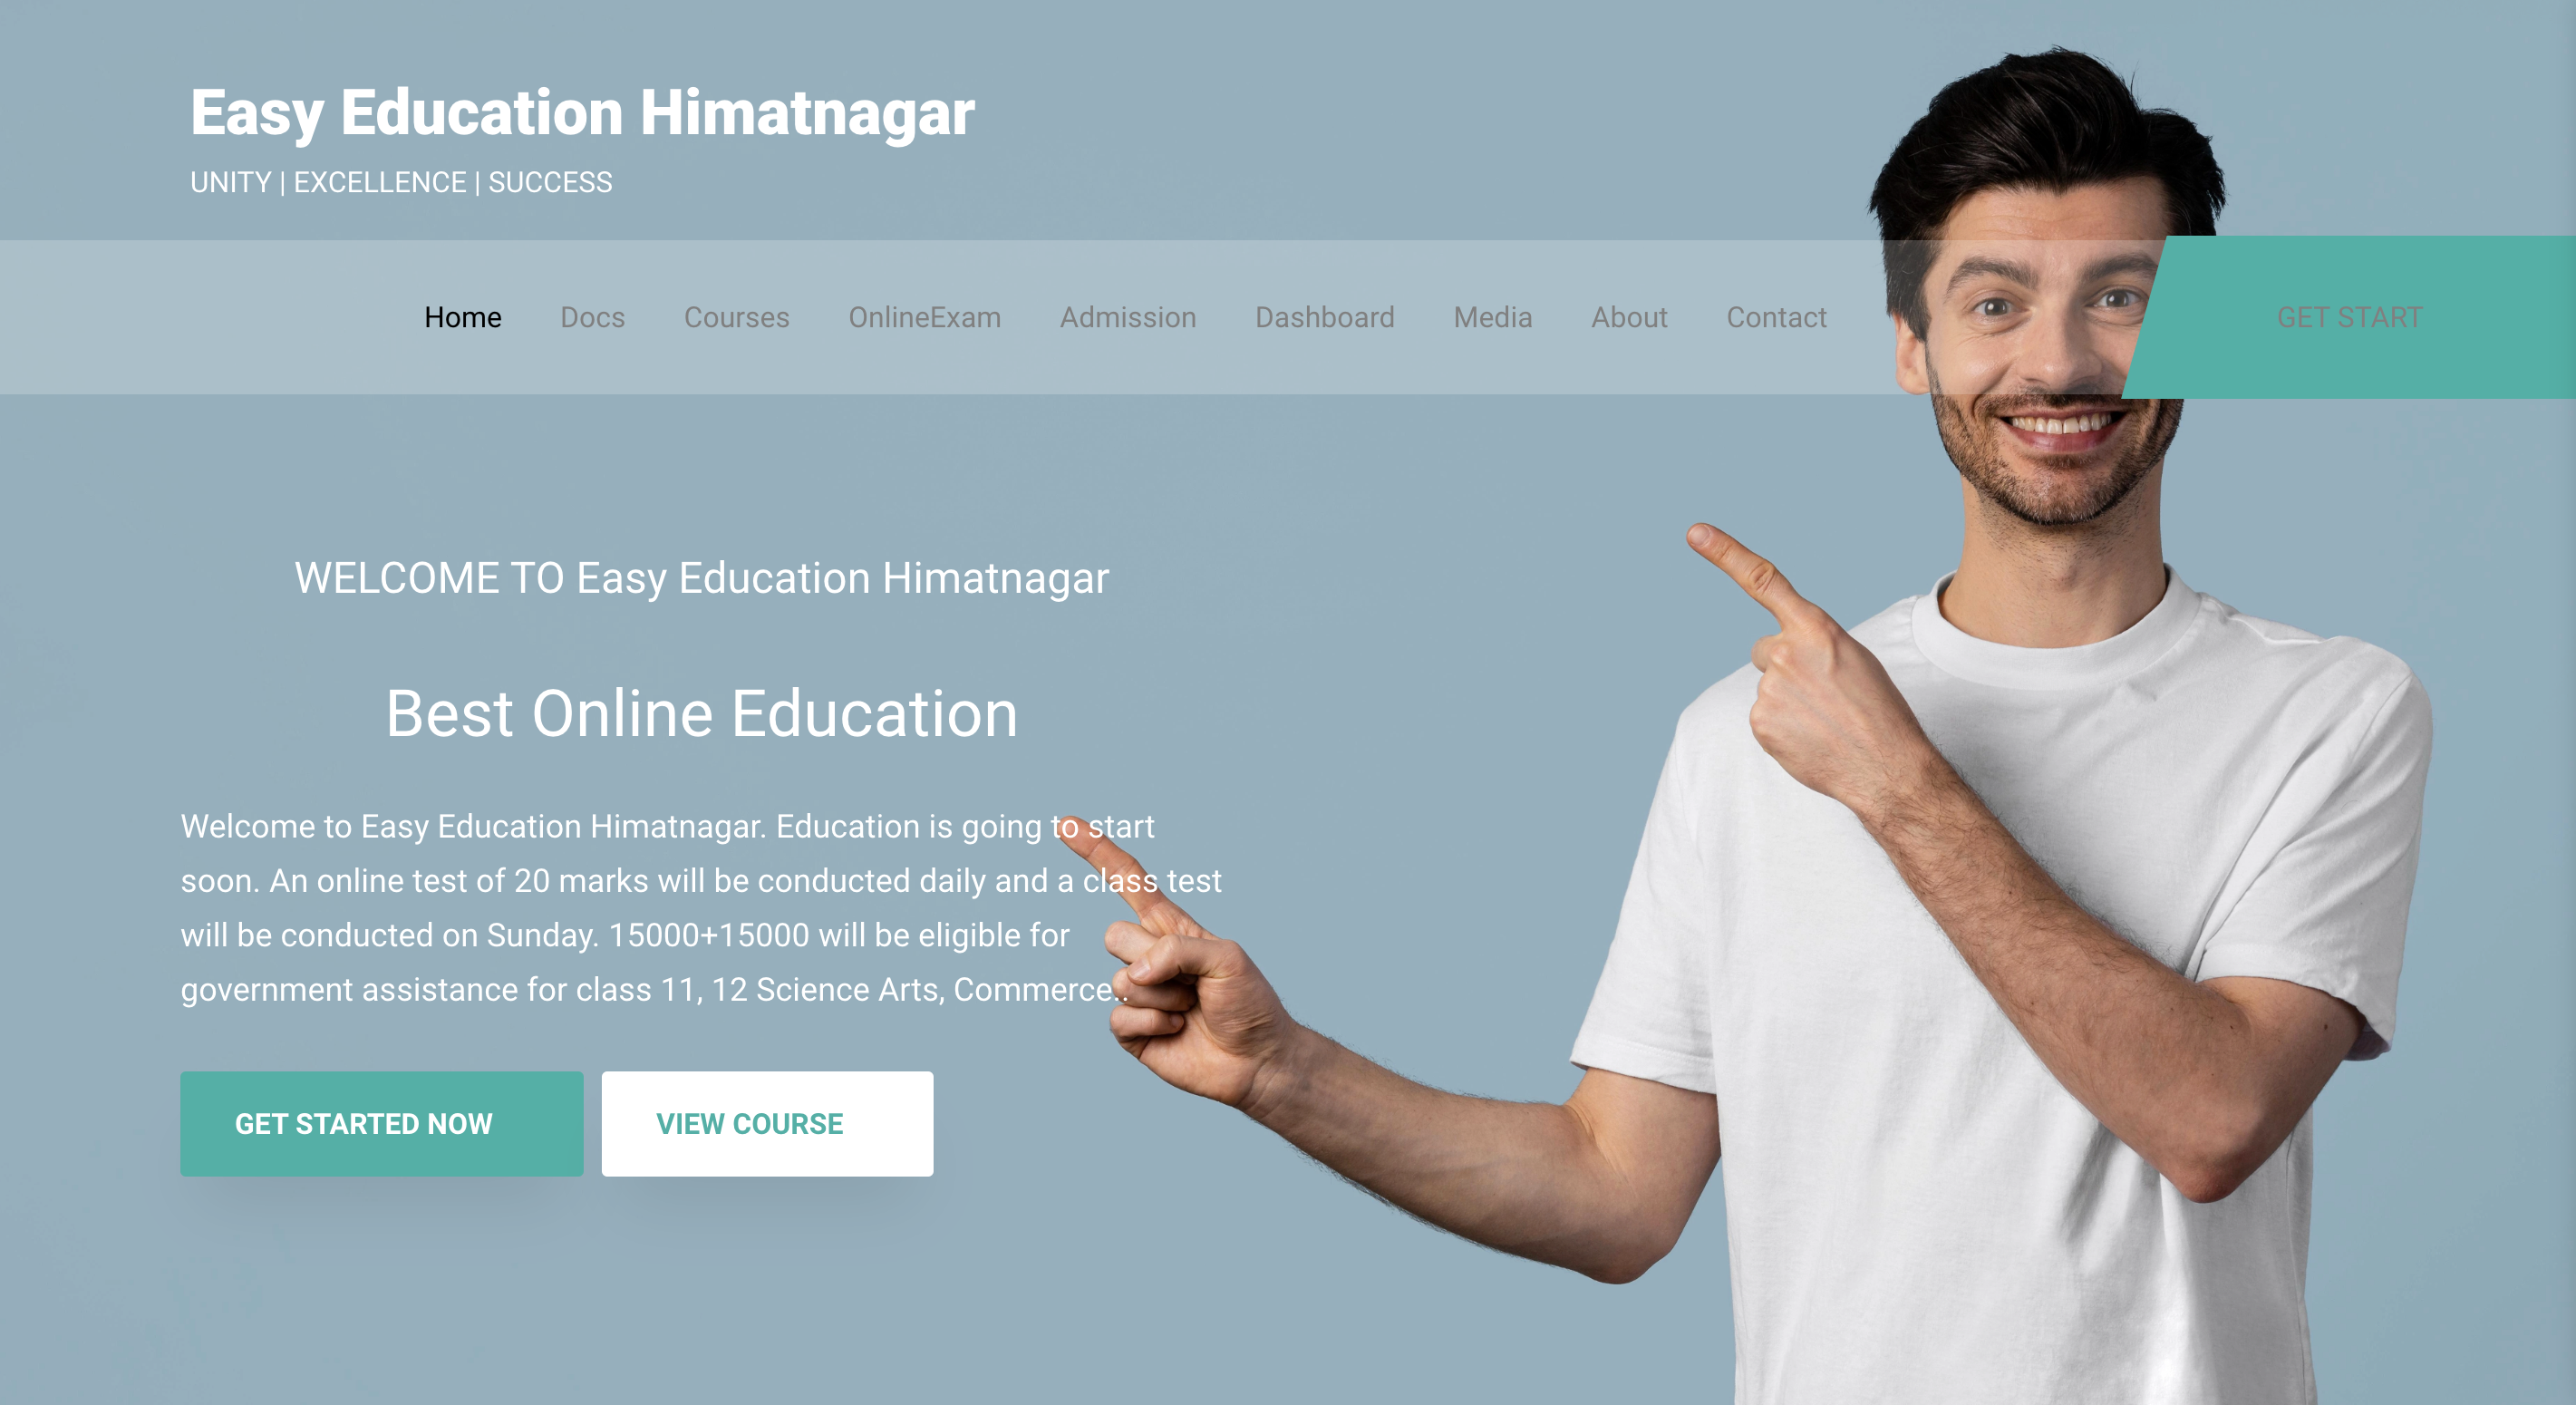 Easy Education Himatnagar
UNITY | EXCELLENCE | SUCCESS
Home Docs Courses OnlineExam Admission Dashboard Media About Contact GET START
WELCOME TO Easy Education Himatnagar
Best Online Education
Welcome to Easy Education Himatnagar. Education is going to start
soon. An online test of 20 marks will be conducted daily and a class test
will be conducted on Sunday. 15000+15000 will be eligible for
government assistance for class 11, 12 Science Arts, Commerce..
GET STARTED NOW VIEW COURSE